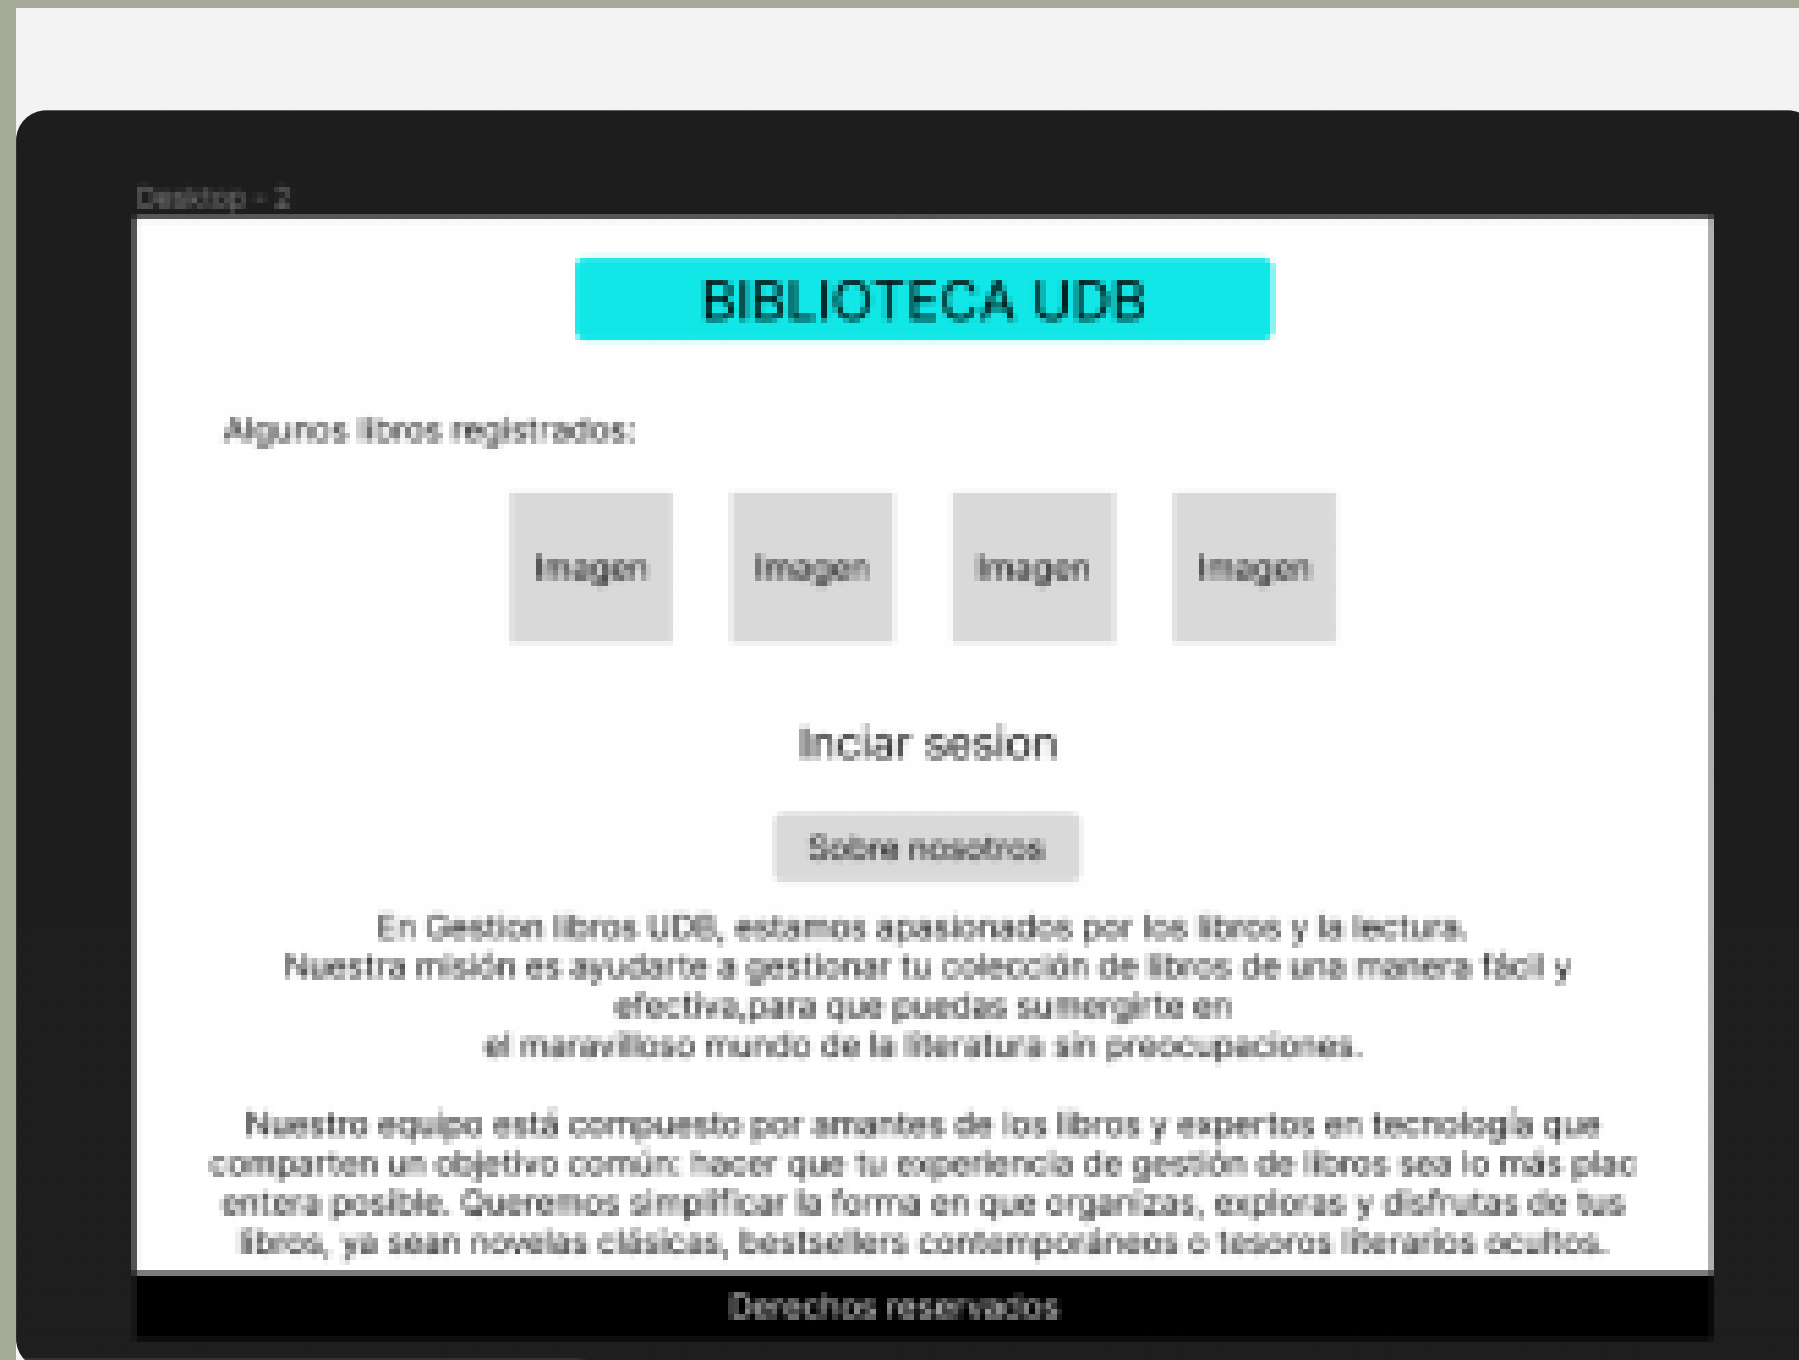 Desktop - 2
BIBLIOTECA UDB
Algunos libros registrados:
Imagen Imagen Imagen Imagen
Inciar sesion
Sobre nosotros
En Gestion libros UDB, estamos apasionados por los libros y la lectura.
Nuestra misión es ayudarte a gestionar tu colección de libros de una manera fácil y
efectiva,para que puedas sumergirte en
el maravilloso mundo de la literatura sin preocupaciones.
Nuestro equipo está compuesto por amantes de los libros y expertos en tecnología que
comparten un objetivo común: hacer que tu experiencia de gestión de libros sea lo más plac
entera posible. Queremos simplificar la forma en que organizas, exploras y disfrutas de tus
libros, ya sean novelas clásicas, bestsellers contemporáneos o tesoros literarios ocultos.
Derechos reservados